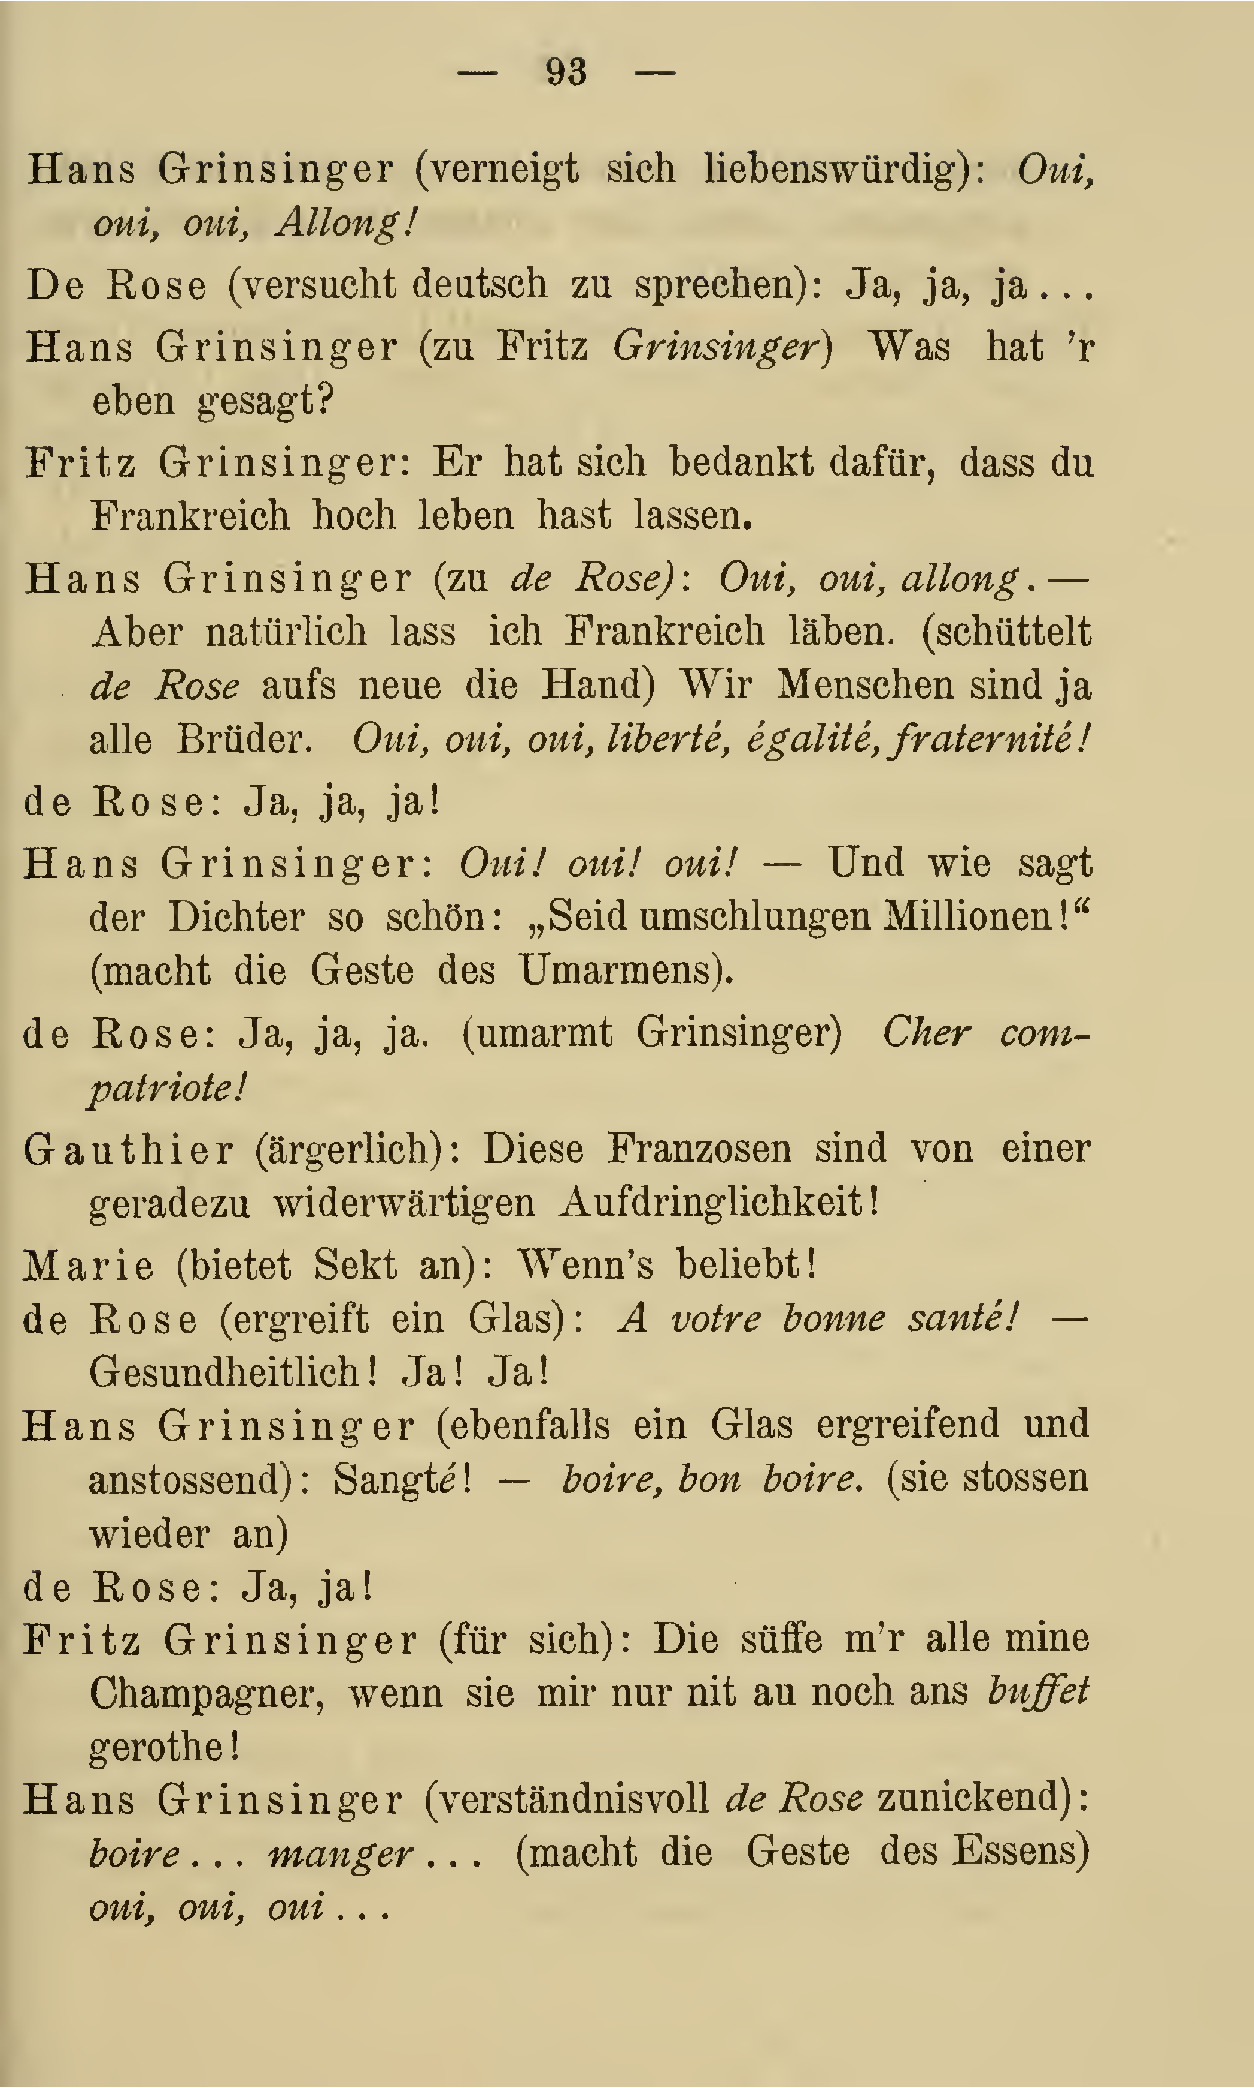 — 93 —
Hans Grinsinger (verneigt sich liebenswürdig): Oui,
oui, oui, Allong!
De Rose (versucht deutsch zu sprechen): Ja, ja, ja...
Hans Grinsinger (zu Fritz Grinsinger) Was hat 'r
eben gesagt?
Fritz Grinsinger: Er hat sich bedankt dafür, dass du
Frankreich hoch leben hast lassen.
Hans Grinsinger (zu de Rose): Oui, oui, allong. —
Aber natürlich lass ich Frankreich läben. (schüttelt
de Rose aufs neue die Hand) Wir Menschen sind ja
alle Brüder. Oui, oui, oui, liberté, égalité, fraternité!
de Rose: Ja, ja, ja!
Hans Grinsinger: Oui! oui! oui! — Und wie sagt
der Dichter so schön: „Seid umschlungen Millionen!“
(macht die Geste des Umarmens).
de Rose: Ja, ja, ja. (umarmt Grinsinger) Cher com-
patriote!
Gauthier (ärgerlich): Diese Franzosen sind von einer
geradezu widerwärtigen Aufdringlichkeit!
Marie (bietet Sekt an): Wenn's beliebt!
de Rose (ergreift ein Glas): A votre bonne santé! —
Gesundheitlich! Ja! Ja!
Hans Grinsinger (ebenfalls ein Glas ergreifend und
anstossend): Sangté! — boire, bon boire. (sie stossen
wieder an)
de Rose: Ja, ja!
Fritz Grinsinger (für sich): Die süffe m'r alle mine
Champagner, wenn sie mir nur nit au noch ans buffet
gerothe!
Hans Grinsinger (verständnisvoll de Rose zunickend):
boire... manger... (macht die Geste des Essens)
oui, oui, oui...